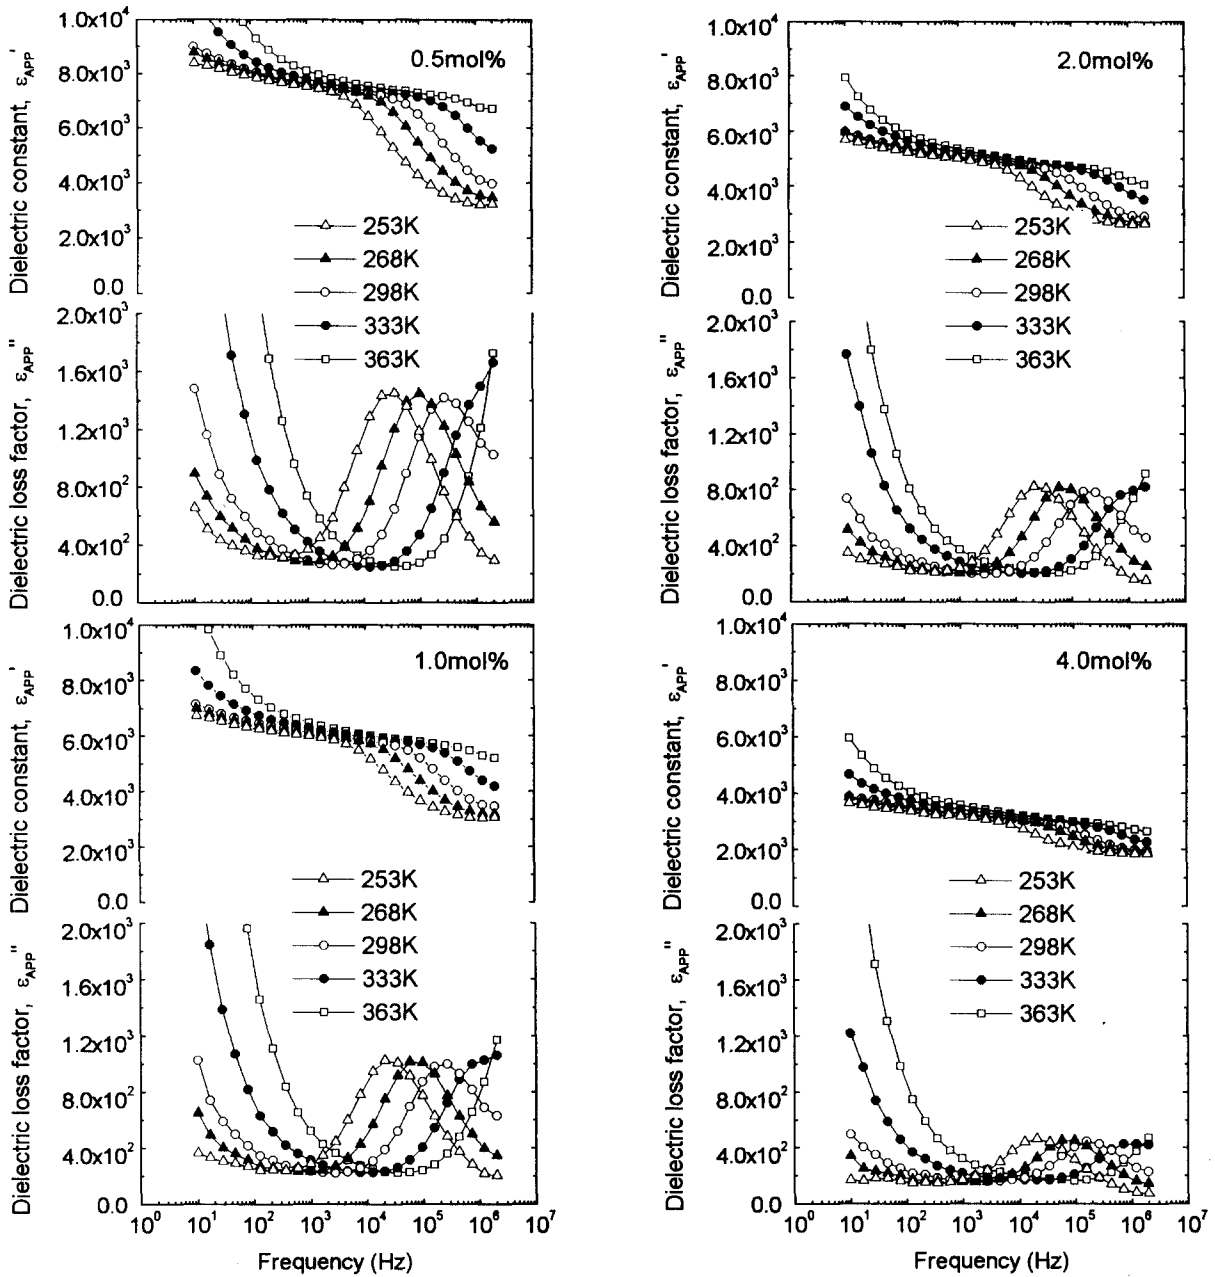 Dielectric constant, ε_APP'
1.0x10⁴
8.0x10³
6.0x10³
4.0x10³
2.0x10³
0.0
0.5mol%
253K
268K
298K
333K
363K
Dielectric loss factor, ε_APP"
2.0x10³
1.6x10³
1.2x10³
8.0x10²
4.0x10²
0.0
Dielectric constant, ε_APP'
1.0x10⁴
8.0x10³
6.0x10³
4.0x10³
2.0x10³
0.0
2.0mol%
253K
268K
298K
333K
363K
Dielectric loss factor, ε_APP"
2.0x10³
1.6x10³
1.2x10³
8.0x10²
4.0x10²
0.0
Dielectric constant, ε_APP'
1.0x10⁴
8.0x10³
6.0x10³
4.0x10³
2.0x10³
0.0
1.0mol%
253K
268K
298K
333K
363K
Dielectric loss factor, ε_APP"
2.0x10³
1.6x10³
1.2x10³
8.0x10²
4.0x10²
0.0
10⁰ 10¹ 10² 10³ 10⁴ 10⁵ 10⁶ 10⁷
Frequency (Hz)
Dielectric constant, ε_APP'
1.0x10⁴
8.0x10³
6.0x10³
4.0x10³
2.0x10³
0.0
4.0mol%
253K
268K
298K
333K
363K
Dielectric loss factor, ε_APP"
2.0x10³
1.6x10³
1.2x10³
8.0x10²
4.0x10²
0.0
10⁰ 10¹ 10² 10³ 10⁴ 10⁵ 10⁶ 10⁷
Frequency (Hz)